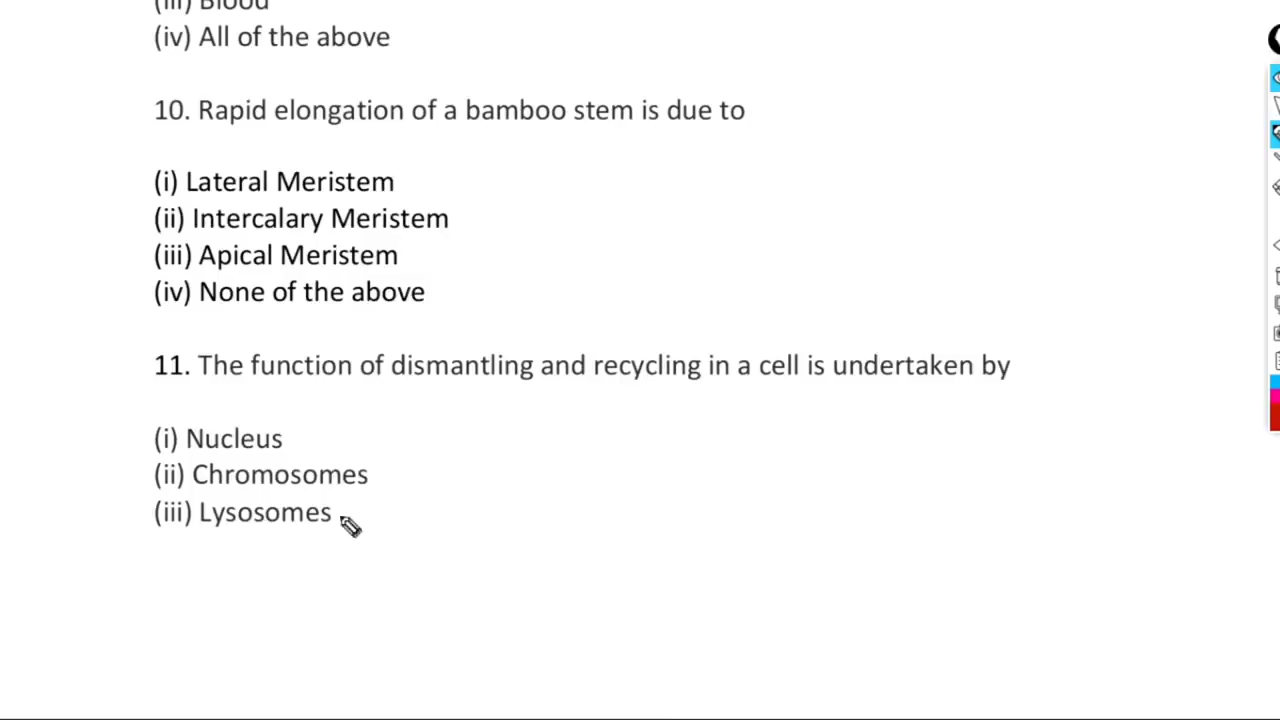 (iii) Blood
(iv) All of the above
10. Rapid elongation of a bamboo stem is due to
(i) Lateral Meristem
(ii) Intercalary Meristem
(iii) Apical Meristem
(iv) None of the above
11. The function of dismantling and recycling in a cell is undertaken by
(i) Nucleus
(ii) Chromosomes
(iii) Lysosomes